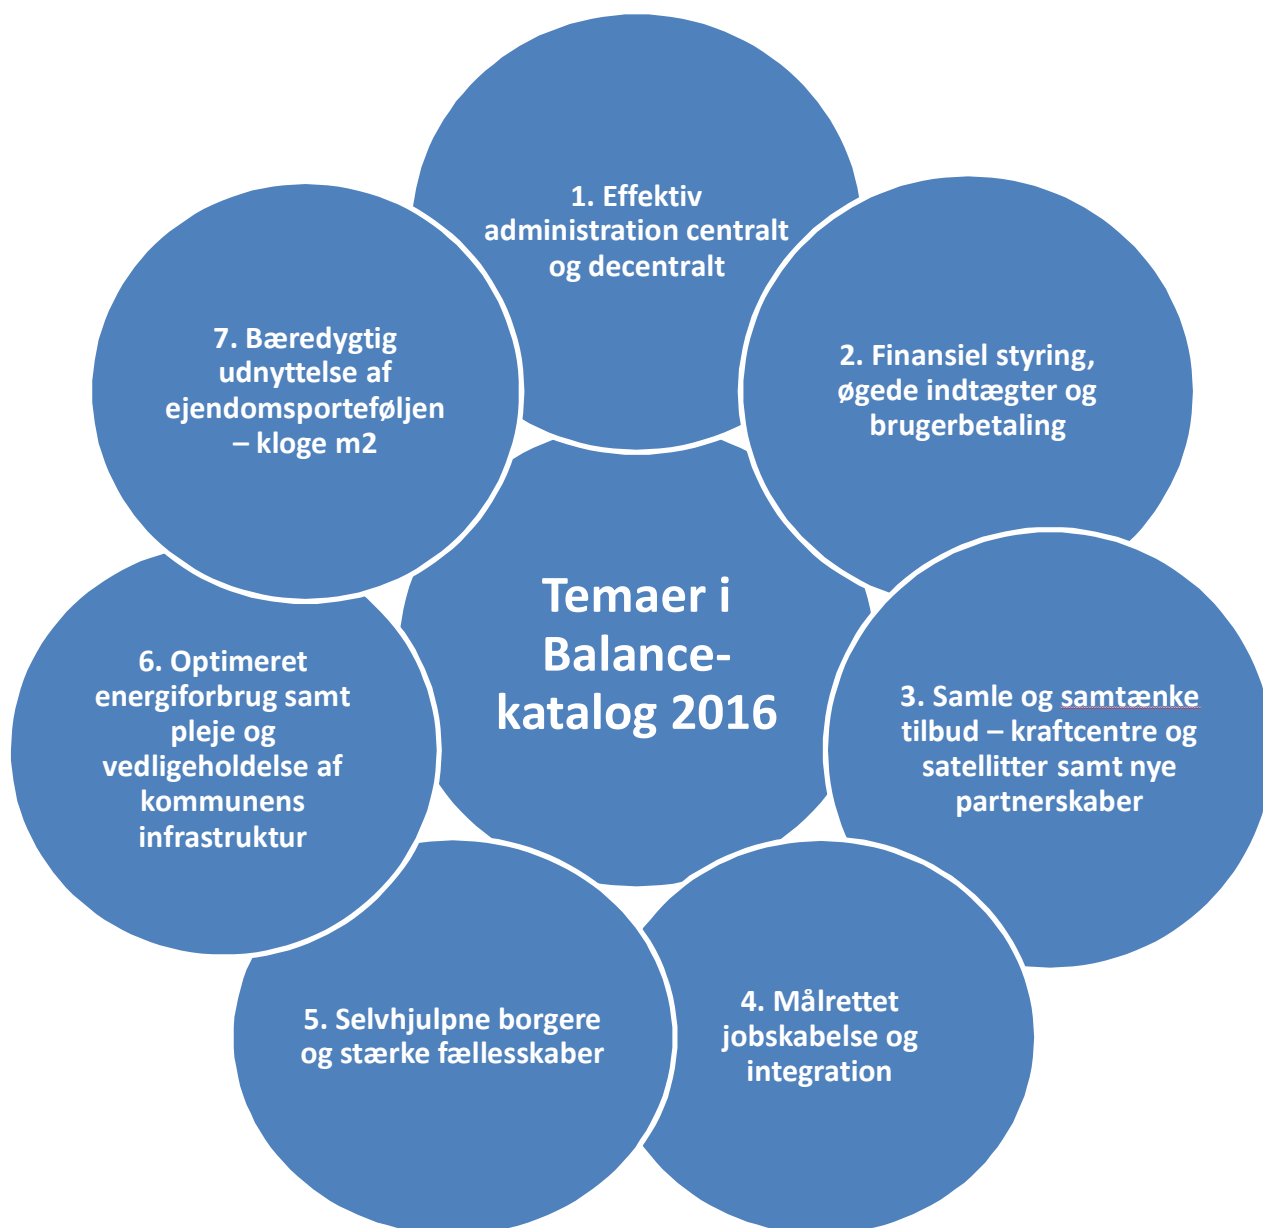 1. Effektiv
administration centralt
og decentralt
2. Finansiel styring,
øgede indtægter og
brugerbetaling
3. Samle og samtænke
tilbud – kraftcentre og
satellitter samt nye
partnerskaber
4. Målrettet
jobskabelse og
integration
5. Selvhjulpne borgere
og stærke fællesskaber
6. Optimeret
energiforbrug samt
pleje og
vedligeholdelse af
kommunens
infrastruktur
7. Bæredygtig
udnyttelse af
ejendomsporteføljen
– kloge m2
Temaer i
Balance-
katalog 2016